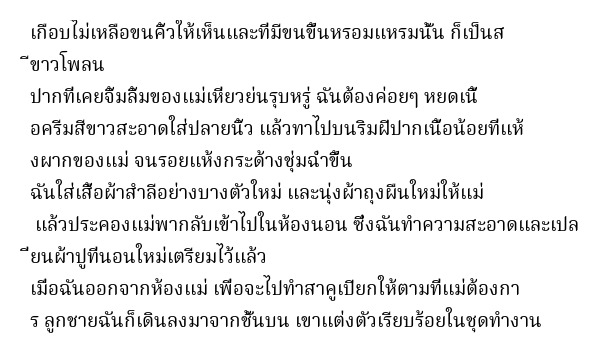 เกือบไม่เหลือขนคิ้วให้เห็นและที่มีขนขึ้นหรอมแหรมนั้น ก็เป็นส
ีขาวโพลน
ปากที่เคยจิ้มลิ้มของแม่เหี่ยวย่นรุบหรู่ ฉันต้องค่อยๆ หยดเนื้
อครีมสีขาวสะอาดใส่ปลายนิ้ว แล้วทาไปบนริมฝีปากเนื้อน้อยที่แห้
งผากของแม่ จนรอยแห้งกระด้างชุ่มฉ่ำขึ้น
ฉันใส่เสื้อผ้าสำลีอย่างบางตัวใหม่ และนุ่งผ้าถุงผืนใหม่ให้แม่
 แล้วประคองแม่พากลับเข้าไปในห้องนอน ซึ่งฉันทำความสะอาดและเปล
ี่ยนผ้าปูที่นอนใหม่เตรียมไว้แล้ว
เมื่อฉันออกจากห้องแม่ เพื่อจะไปทำสาคูเปียกให้ตามที่แม่ต้องกา
ร ลูกชายฉันก็เดินลงมาจากชั้นบน เขาแต่งตัวเรียบร้อยในชุดทำงาน